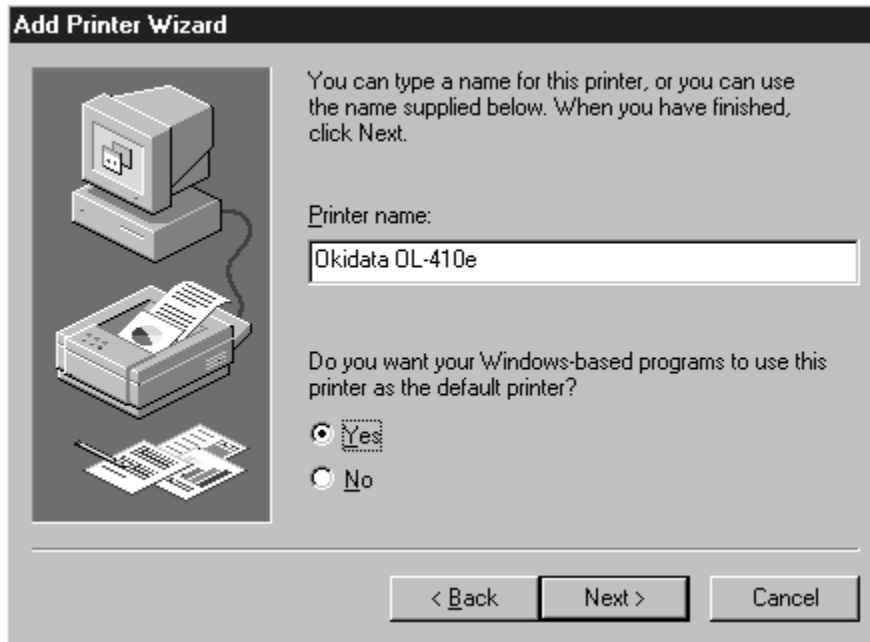 Add Printer Wizard
You can type a name for this printer, or you can use
the name supplied below. When you have finished,
click Next.
Printer name:
Okidata OL-410e
Do you want your Windows-based programs to use this
printer as the default printer?
Yes
No
< Back
Next >
Cancel